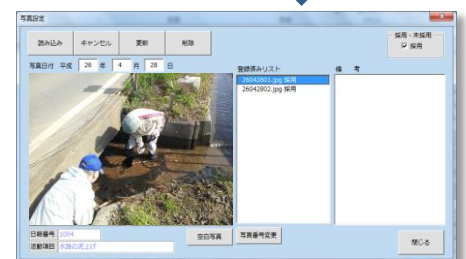 写真設定
読み込み キャンセル 更新 削除
採用・未採用
採用
写真日付 平成 26 年 4 月 28 日
登録済みリスト
備 考
26042801.jpg 採用
26042802.jpg 採用
日報番号 1004
活動項目 水路の泥上げ
空白写真
写真番号変更
閉じる